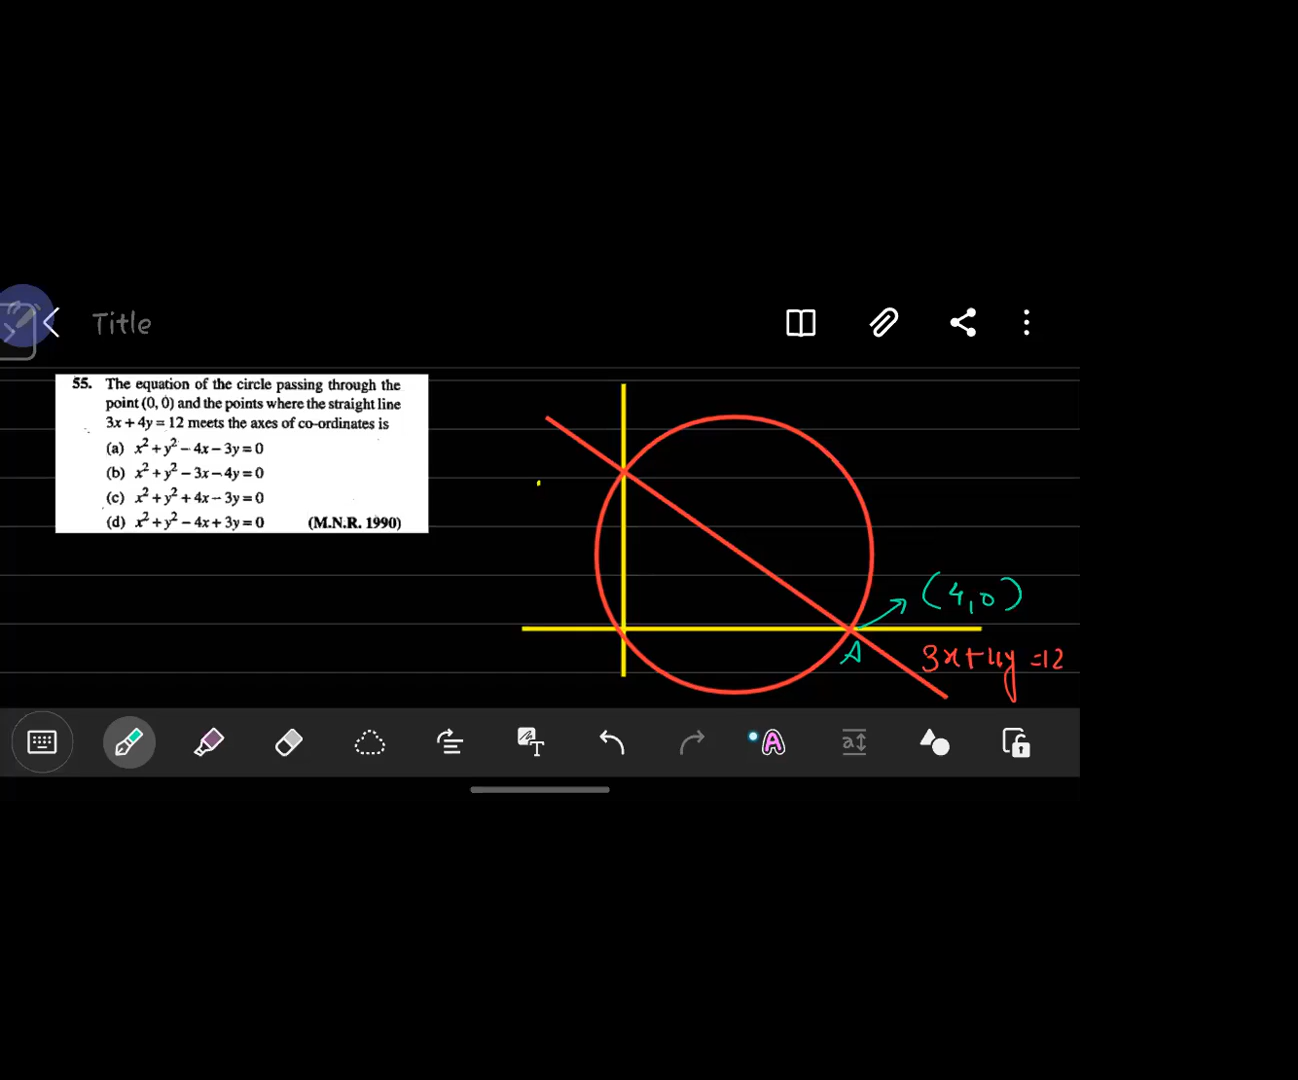 Title
55. The equation of the circle passing through the
point (0, 0) and the points where the straight line
3x + 4y = 12 meets the axes of co-ordinates is
(a) x² + y² − 4x − 3y = 0
(b) x² + y² − 3x − 4y = 0
(c) x² + y² + 4x − 3y = 0
(d) x² + y² − 4x + 3y = 0 (M.N.R. 1990)
(4,0)
A
3x+4y =12